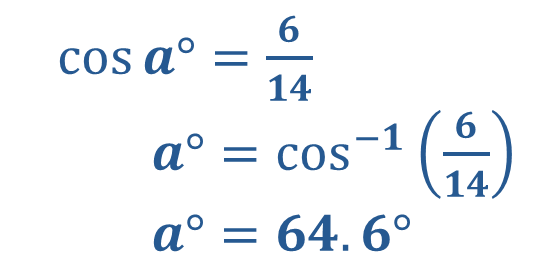 cos a° = 6/14
a° = cos⁻¹ (6/14)
a° = 64.6°